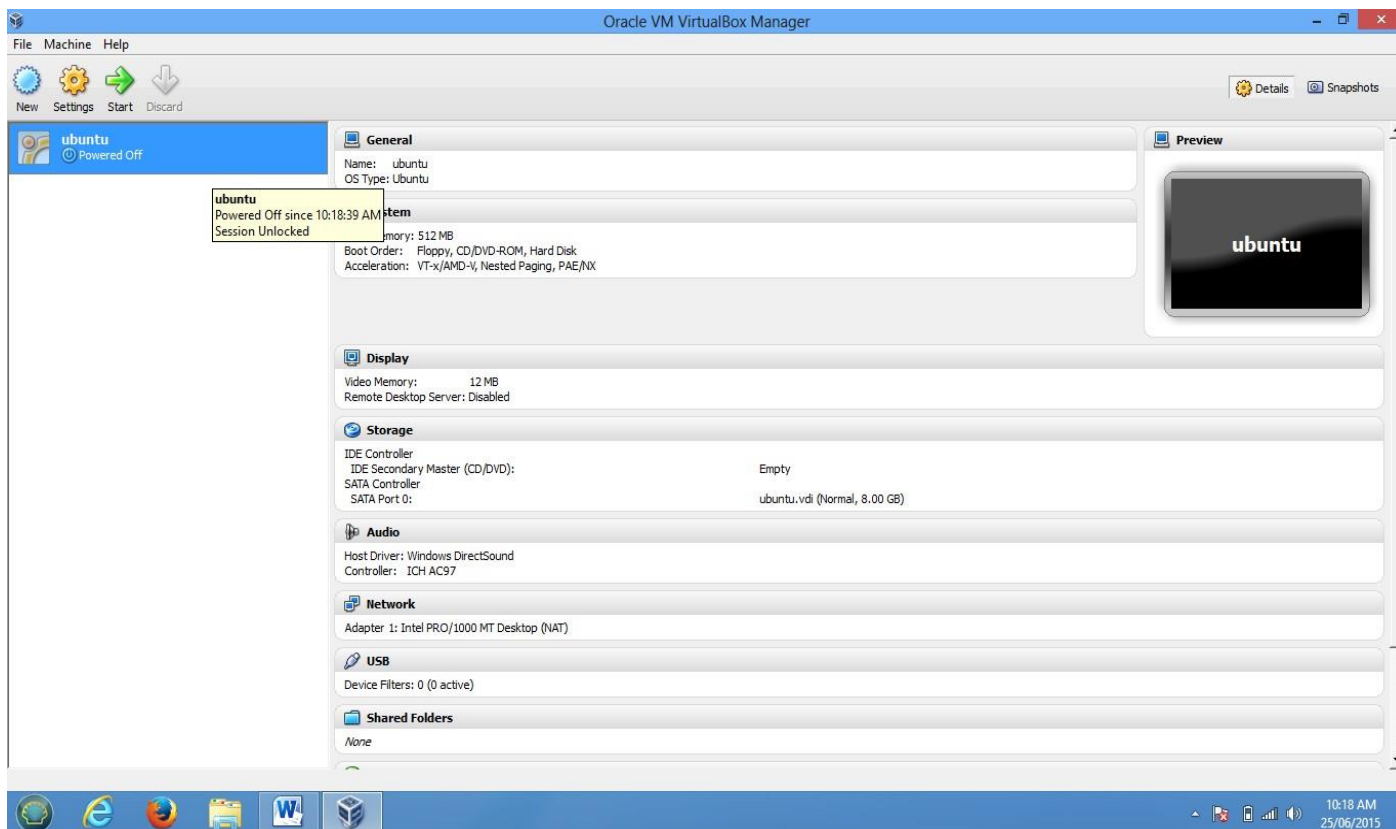 Oracle VM VirtualBox Manager
File Machine Help
New Settings Start Discard
Details Snapshots
ubuntu
Powered Off
ubuntu
Powered Off since 10:18:39 AM
Session Unlocked
General
Name: ubuntu
OS Type: Ubuntu
stem
emory: 512 MB
Boot Order: Floppy, CD/DVD-ROM, Hard Disk
Acceleration: VT-x/AMD-V, Nested Paging, PAE/NX
Preview
ubuntu
Display
Video Memory: 12 MB
Remote Desktop Server: Disabled
Storage
IDE Controller
IDE Secondary Master (CD/DVD): Empty
SATA Controller
SATA Port 0: ubuntu.vdi (Normal, 8.00 GB)
Audio
Host Driver: Windows DirectSound
Controller: ICH AC97
Network
Adapter 1: Intel PRO/1000 MT Desktop (NAT)
USB
Device Filters: 0 (0 active)
Shared Folders
None
10:18 AM
25/06/2015